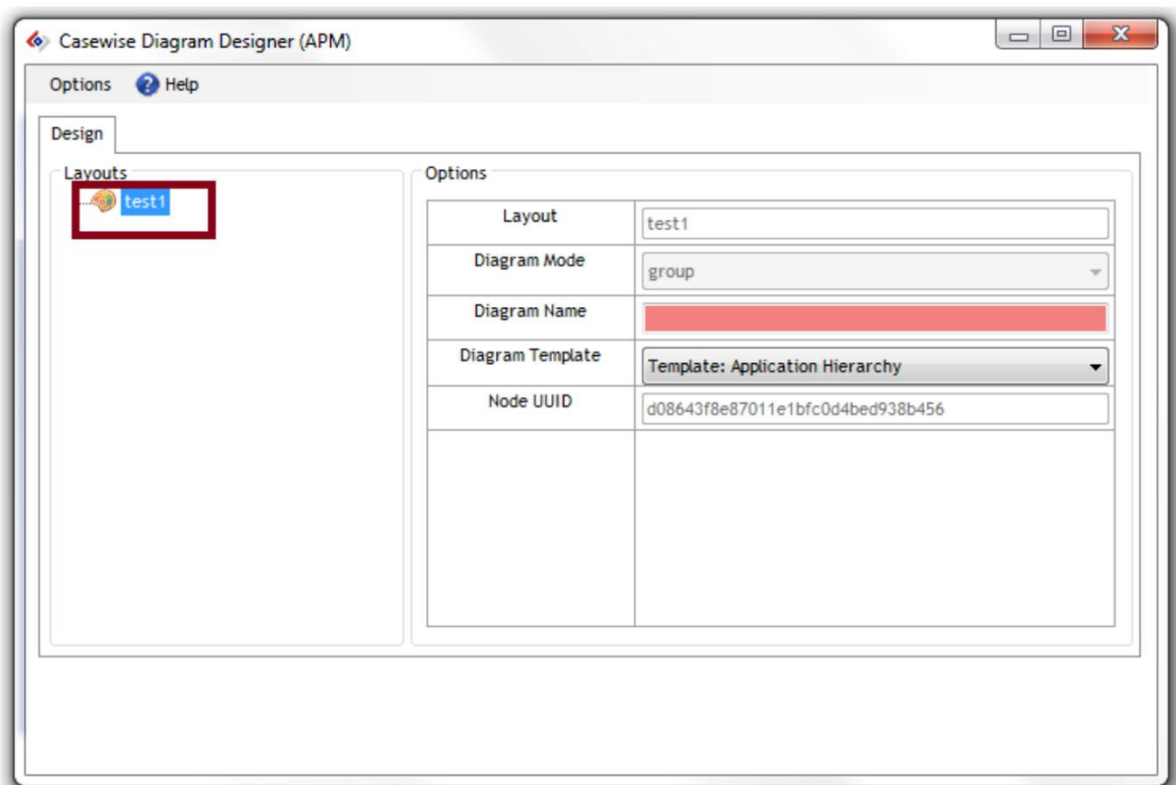 Casewise Diagram Designer (APM)
Options Help
Design
Layouts
test1
Options
Layout test1
Diagram Mode group
Diagram Name
Diagram Template Template: Application Hierarchy
Node UUID d08643f8e87011e1bfc0d4bed938b456